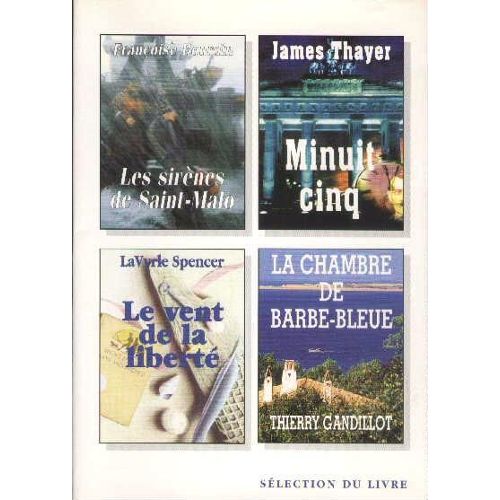 Françoise Bourdin
Les sirènes
de Saint-Malo
James Thayer
Minuit
cinq
LaVyrle Spencer
Le vent
de la
liberté
LA CHAMBRE
DE
BARBE-BLEUE
THIERRY GANDILLOT
SÉLECTION DU LIVRE